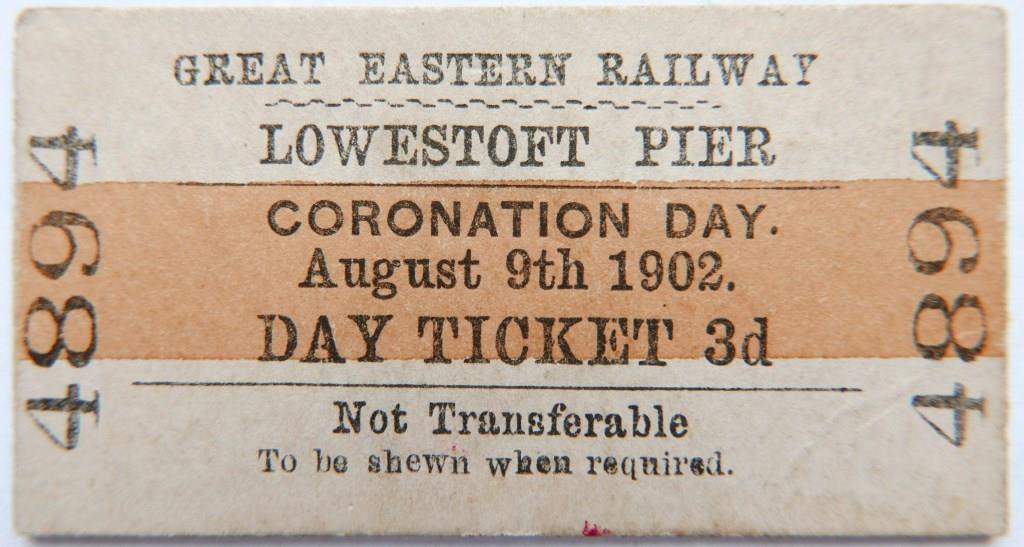 GREAT EASTERN RAILWAY
LOWESTOFT PIER
CORONATION DAY.
August 9th 1902.
DAY TICKET 3d
Not Transferable
To be shewn when required.
4894
4894